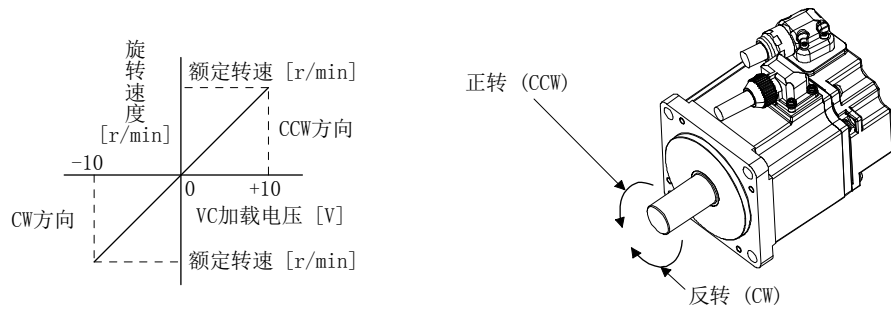 旋转速度
[r/min]
额定转速 [r/min]
CCW方向
-10
0
+10
VC加载电压 [V]
CW方向
额定转速 [r/min]
正转 (CCW)
反转 (CW)